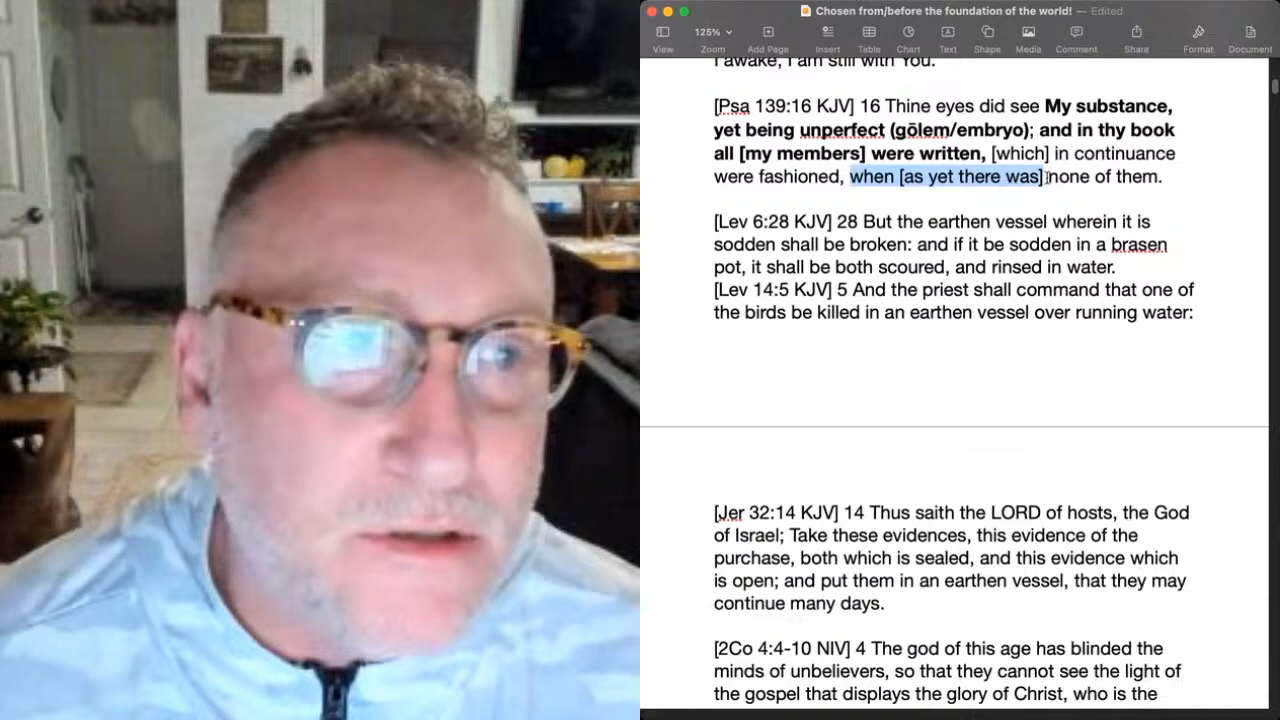 Chosen from/before the foundation of the world! — Edited
125%
View
Zoom
Add Page
Insert
Table
Chart
Text
Shape
Media
Comment
Share
Format
Document
I awake, I am still with You.
[Psa 139:16 KJV] 16 Thine eyes did see My substance,
yet being unperfect (gōlem/embryo); and in thy book
all [my members] were written, [which] in continuance
were fashioned, when [as yet there was] none of them.
[Lev 6:28 KJV] 28 But the earthen vessel wherein it is
sodden shall be broken: and if it be sodden in a brasen
pot, it shall be both scoured, and rinsed in water.
[Lev 14:5 KJV] 5 And the priest shall command that one of
the birds be killed in an earthen vessel over running water:
[Jer 32:14 KJV] 14 Thus saith the LORD of hosts, the God
of Israel; Take these evidences, this evidence of the
purchase, both which is sealed, and this evidence which
is open; and put them in an earthen vessel, that they may
continue many days.
[2Co 4:4-10 NIV] 4 The god of this age has blinded the
minds of unbelievers, so that they cannot see the light of
the gospel that displays the glory of Christ, who is the